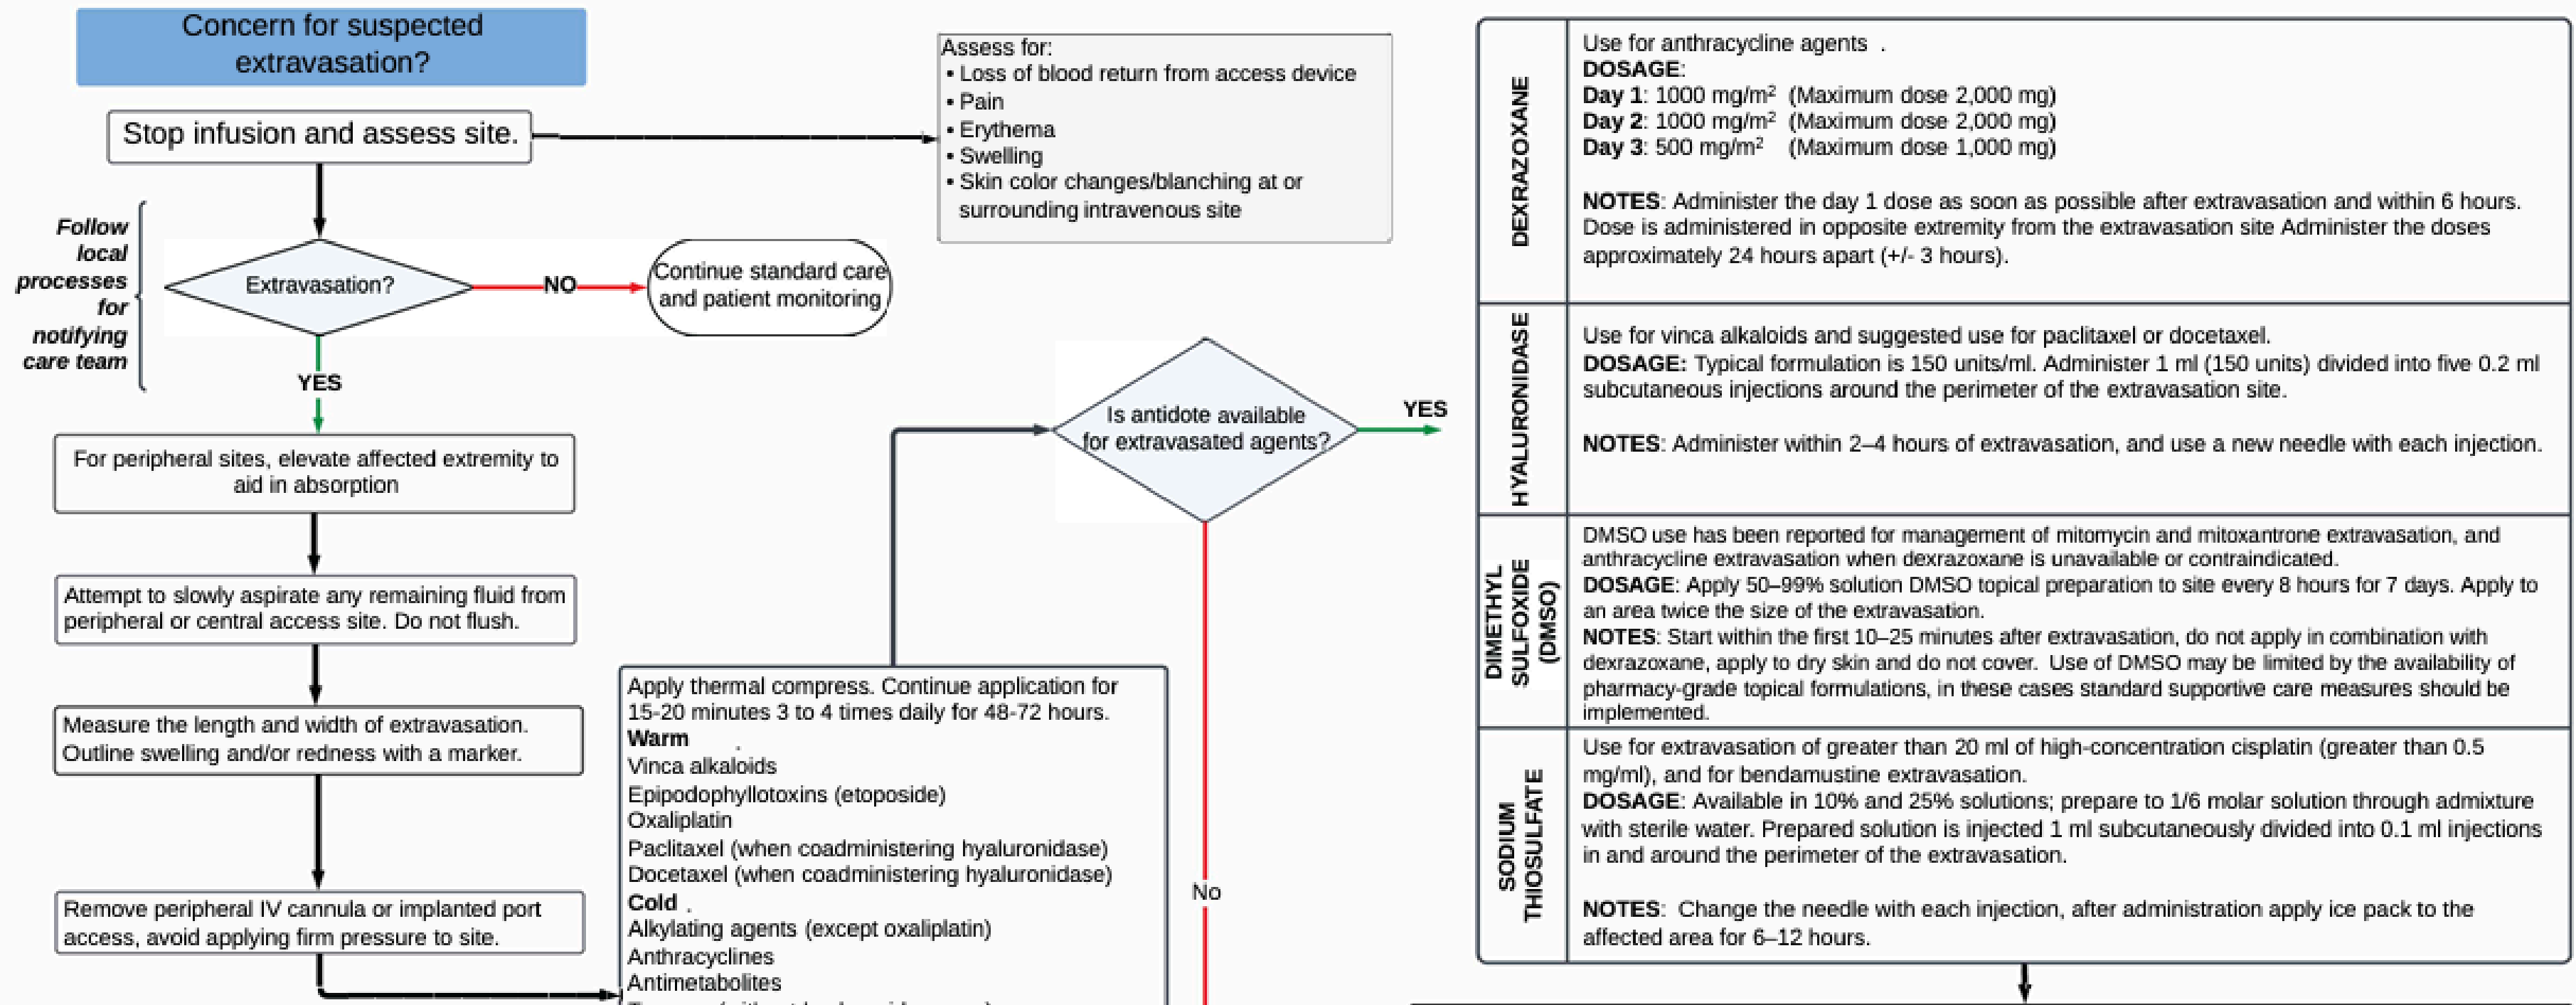 Concern for suspected
extravasation?
Stop infusion and assess site.
Assess for:
• Loss of blood return from access device
• Pain
• Erythema
• Swelling
• Skin color changes/blanching at or
surrounding intravenous site
Follow
local
processes
for
notifying
care team
Extravasation?
NO
Continue standard care
and patient monitoring
YES
For peripheral sites, elevate affected extremity to
aid in absorption
Attempt to slowly aspirate any remaining fluid from
peripheral or central access site. Do not flush.
Measure the length and width of extravasation.
Outline swelling and/or redness with a marker.
Remove peripheral IV cannula or implanted port
access, avoid applying firm pressure to site.
Apply thermal compress. Continue application for
15-20 minutes 3 to 4 times daily for 48-72 hours.
Warm .
Vinca alkaloids
Epipodophyllotoxins (etoposide)
Oxaliplatin
Paclitaxel (when coadministering hyaluronidase)
Docetaxel (when coadministering hyaluronidase)
Cold .
Alkylating agents (except oxaliplatin)
Anthracyclines
Antimetabolites
Is antidote available
for extravasated agents?
YES
No
DEXRAZOXANE
Use for anthracycline agents .
DOSAGE:
Day 1: 1000 mg/m² (Maximum dose 2,000 mg)
Day 2: 1000 mg/m² (Maximum dose 2,000 mg)
Day 3: 500 mg/m² (Maximum dose 1,000 mg)
NOTES: Administer the day 1 dose as soon as possible after extravasation and within 6 hours.
Dose is administered in opposite extremity from the extravasation site Administer the doses
approximately 24 hours apart (+/- 3 hours).
HYALURONIDASE
Use for vinca alkaloids and suggested use for paclitaxel or docetaxel.
DOSAGE: Typical formulation is 150 units/ml. Administer 1 ml (150 units) divided into five 0.2 ml
subcutaneous injections around the perimeter of the extravasation site.
NOTES: Administer within 2–4 hours of extravasation, and use a new needle with each injection.
DIMETHYL
SULFOXIDE
(DMSO)
DMSO use has been reported for management of mitomycin and mitoxantrone extravasation, and
anthracycline extravasation when dexrazoxane is unavailable or contraindicated.
DOSAGE: Apply 50–99% solution DMSO topical preparation to site every 8 hours for 7 days. Apply to
an area twice the size of the extravasation.
NOTES: Start within the first 10–25 minutes after extravasation, do not apply in combination with
dexrazoxane, apply to dry skin and do not cover. Use of DMSO may be limited by the availability of
pharmacy-grade topical formulations, in these cases standard supportive care measures should be
implemented.
SODIUM
THIOSULFATE
Use for extravasation of greater than 20 ml of high-concentration cisplatin (greater than 0.5
mg/ml), and for bendamustine extravasation.
DOSAGE: Available in 10% and 25% solutions; prepare to 1/6 molar solution through admixture
with sterile water. Prepared solution is injected 1 ml subcutaneously divided into 0.1 ml injections
in and around the perimeter of the extravasation.
NOTES: Change the needle with each injection, after administration apply ice pack to the
affected area for 6–12 hours.